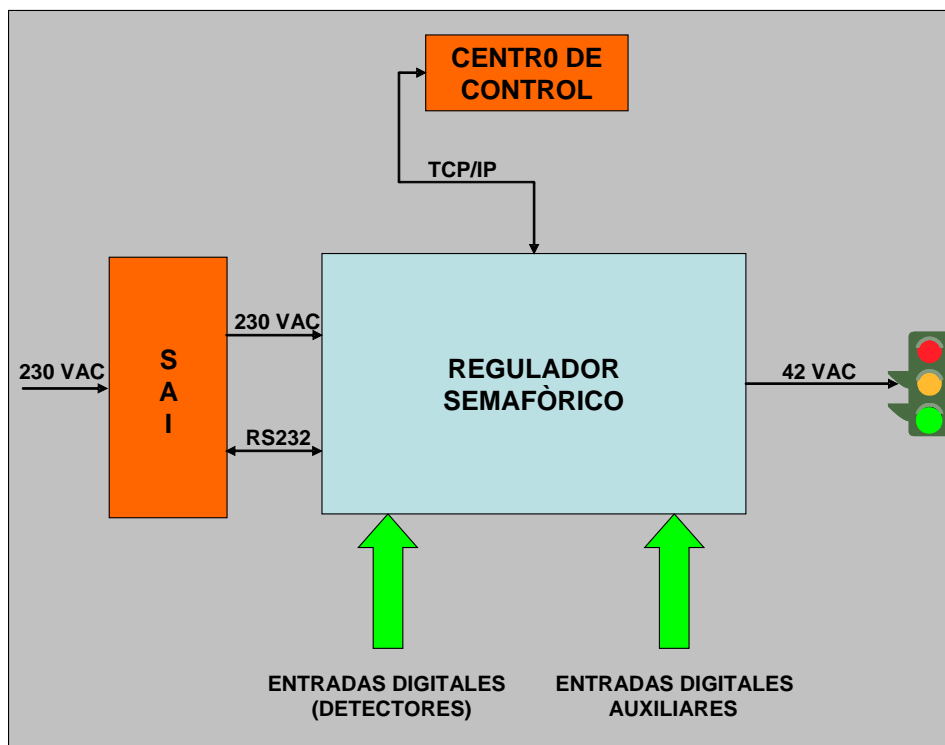 CENTR0 DE
CONTROL
TCP/IP
230 VAC
S
A
I
230 VAC
RS232
REGULADOR
SEMAFÒRICO
42 VAC
ENTRADAS DIGITALES
(DETECTORES)
ENTRADAS DIGITALES
AUXILIARES